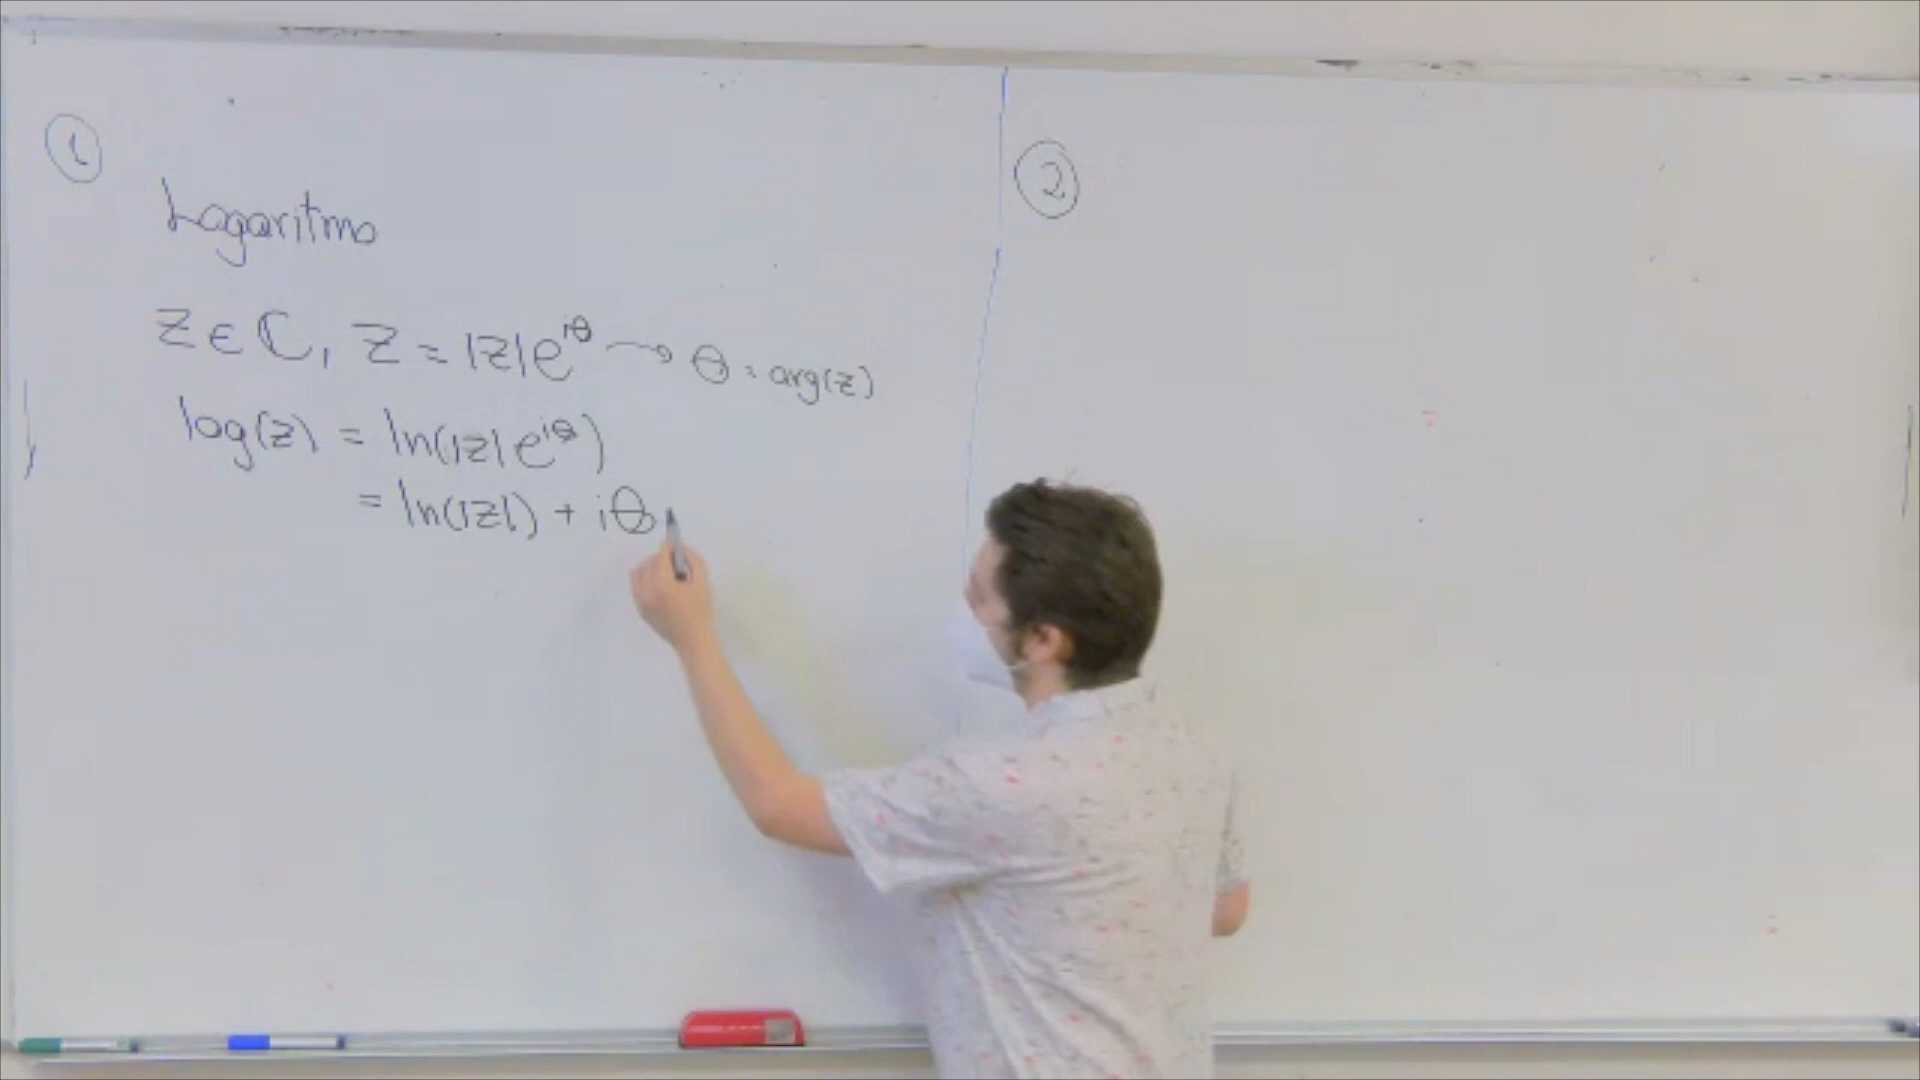 ①
Logaritmo
z ∈ ℂ, z = |z|e^{iθ} → θ = arg(z)
log(z) = ln(|z|e^{iθ})
= ln(|z|) + iθ
②